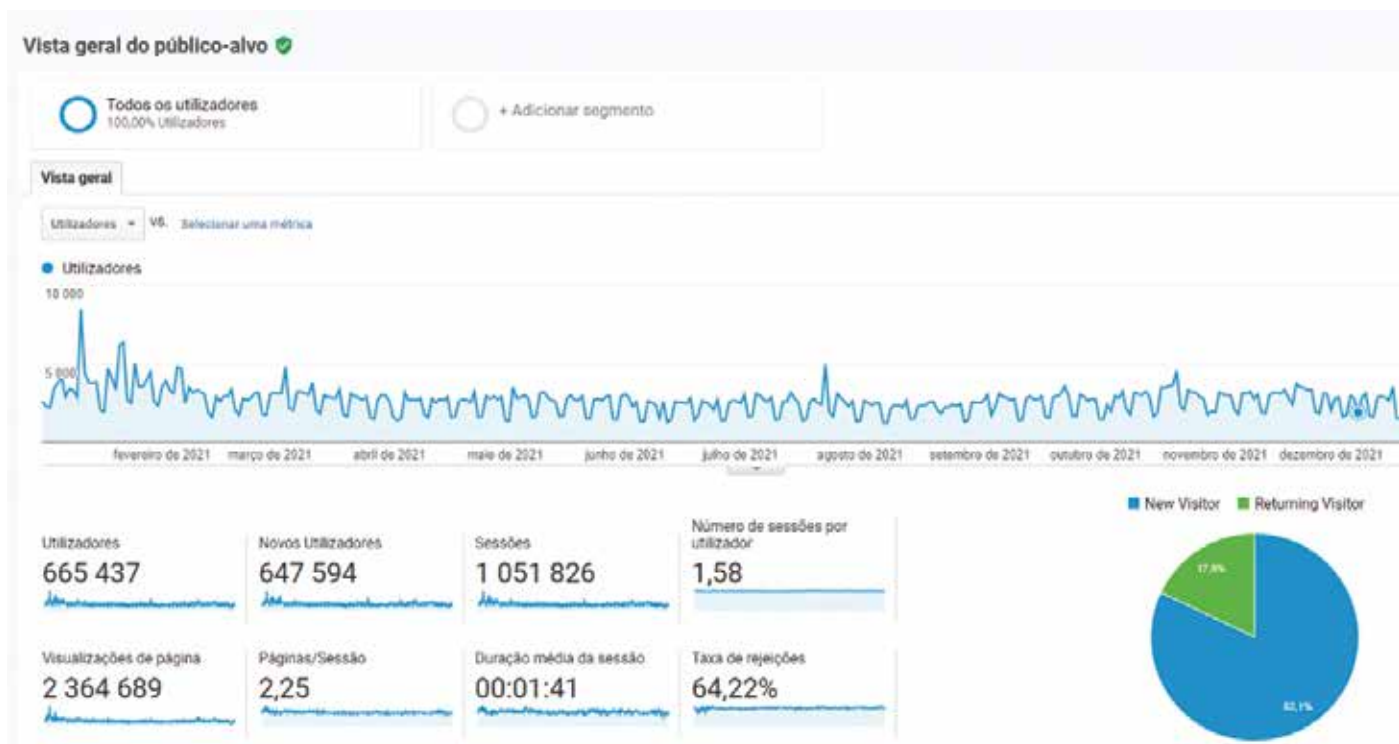 Vista geral do público-alvo
Todos os utilizadores
100,00% Utilizadores
+ Adicionar segmento
Vista geral
Utilizadores
VS.
Selecionar uma métrica
Utilizadores
10 000
5 000
fevereiro de 2021
março de 2021
abril de 2021
maio de 2021
junho de 2021
julho de 2021
agosto de 2021
setembro de 2021
outubro de 2021
novembro de 2021
dezembro de 2021
New Visitor
Returning Visitor
Utilizadores
665 437
Novos Utilizadores
647 594
Sessões
1 051 826
Número de sessões por
utilizador
1,58
Visualizações de página
2 364 689
Páginas/Sessão
2,25
Duração média da sessão
00:01:41
Taxa de rejeições
64,22%
82,1%